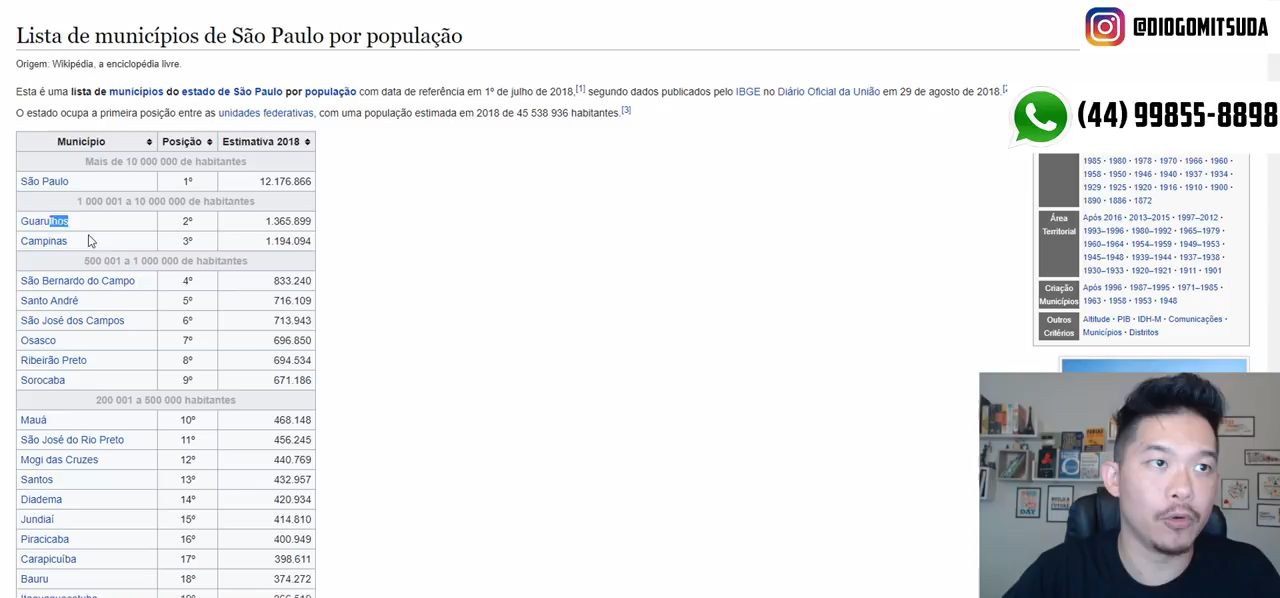 Lista de municípios de São Paulo por população
@DIOGOMITSUDA
Origem: Wikipédia, a enciclopédia livre.
Esta é uma lista de municípios do estado de São Paulo por população com data de referência em 1º de julho de 2018,[1] segundo dados publicados pelo IBGE no Diário Oficial da União em 29 de agosto de 2018.
O estado ocupa a primeira posição entre as unidades federativas, com uma população estimada em 2018 de 45 538 936 habitantes.[3]
(44) 99855-8898
Município Posição Estimativa 2018
Mais de 10 000 000 de habitantes
São Paulo 1º 12.176.866
1 000 001 a 10 000 000 de habitantes
Guarulhos 2º 1.365.899
Campinas 3º 1.194.094
500 001 a 1 000 000 de habitantes
São Bernardo do Campo 4º 833.240
Santo André 5º 716.109
São José dos Campos 6º 713.943
Osasco 7º 696.850
Ribeirão Preto 8º 694.534
Sorocaba 9º 671.186
200 001 a 500 000 habitantes
Mauá 10º 468.148
São José do Rio Preto 11º 456.245
Mogi das Cruzes 12º 440.769
Santos 13º 432.957
Diadema 14º 420.934
Jundiaí 15º 414.810
Piracicaba 16º 400.949
Carapicuíba 17º 398.611
Bauru 18º 374.272
1985 · 1980 · 1978 · 1970 · 1966 · 1960 ·
1958 · 1950 · 1946 · 1940 · 1937 · 1934 ·
1929 · 1925 · 1920 · 1916 · 1910 · 1900 ·
1890 · 1886 · 1872
Área Territorial
Após 2016 · 2013–2015 · 1997–2012 ·
1993–1996 · 1980–1992 · 1965–1979 ·
1960–1964 · 1954–1959 · 1949–1953 ·
1945–1948 · 1939–1944 · 1937–1938 ·
1930–1933 · 1920–1921 · 1911 · 1901
Criação Municípios
Após 1996 · 1987–1995 · 1971–1985 ·
1963 · 1958 · 1953 · 1948
Outros Critérios
Altitude · PIB · IDH-M · Comunicações ·
Municípios · Distritos